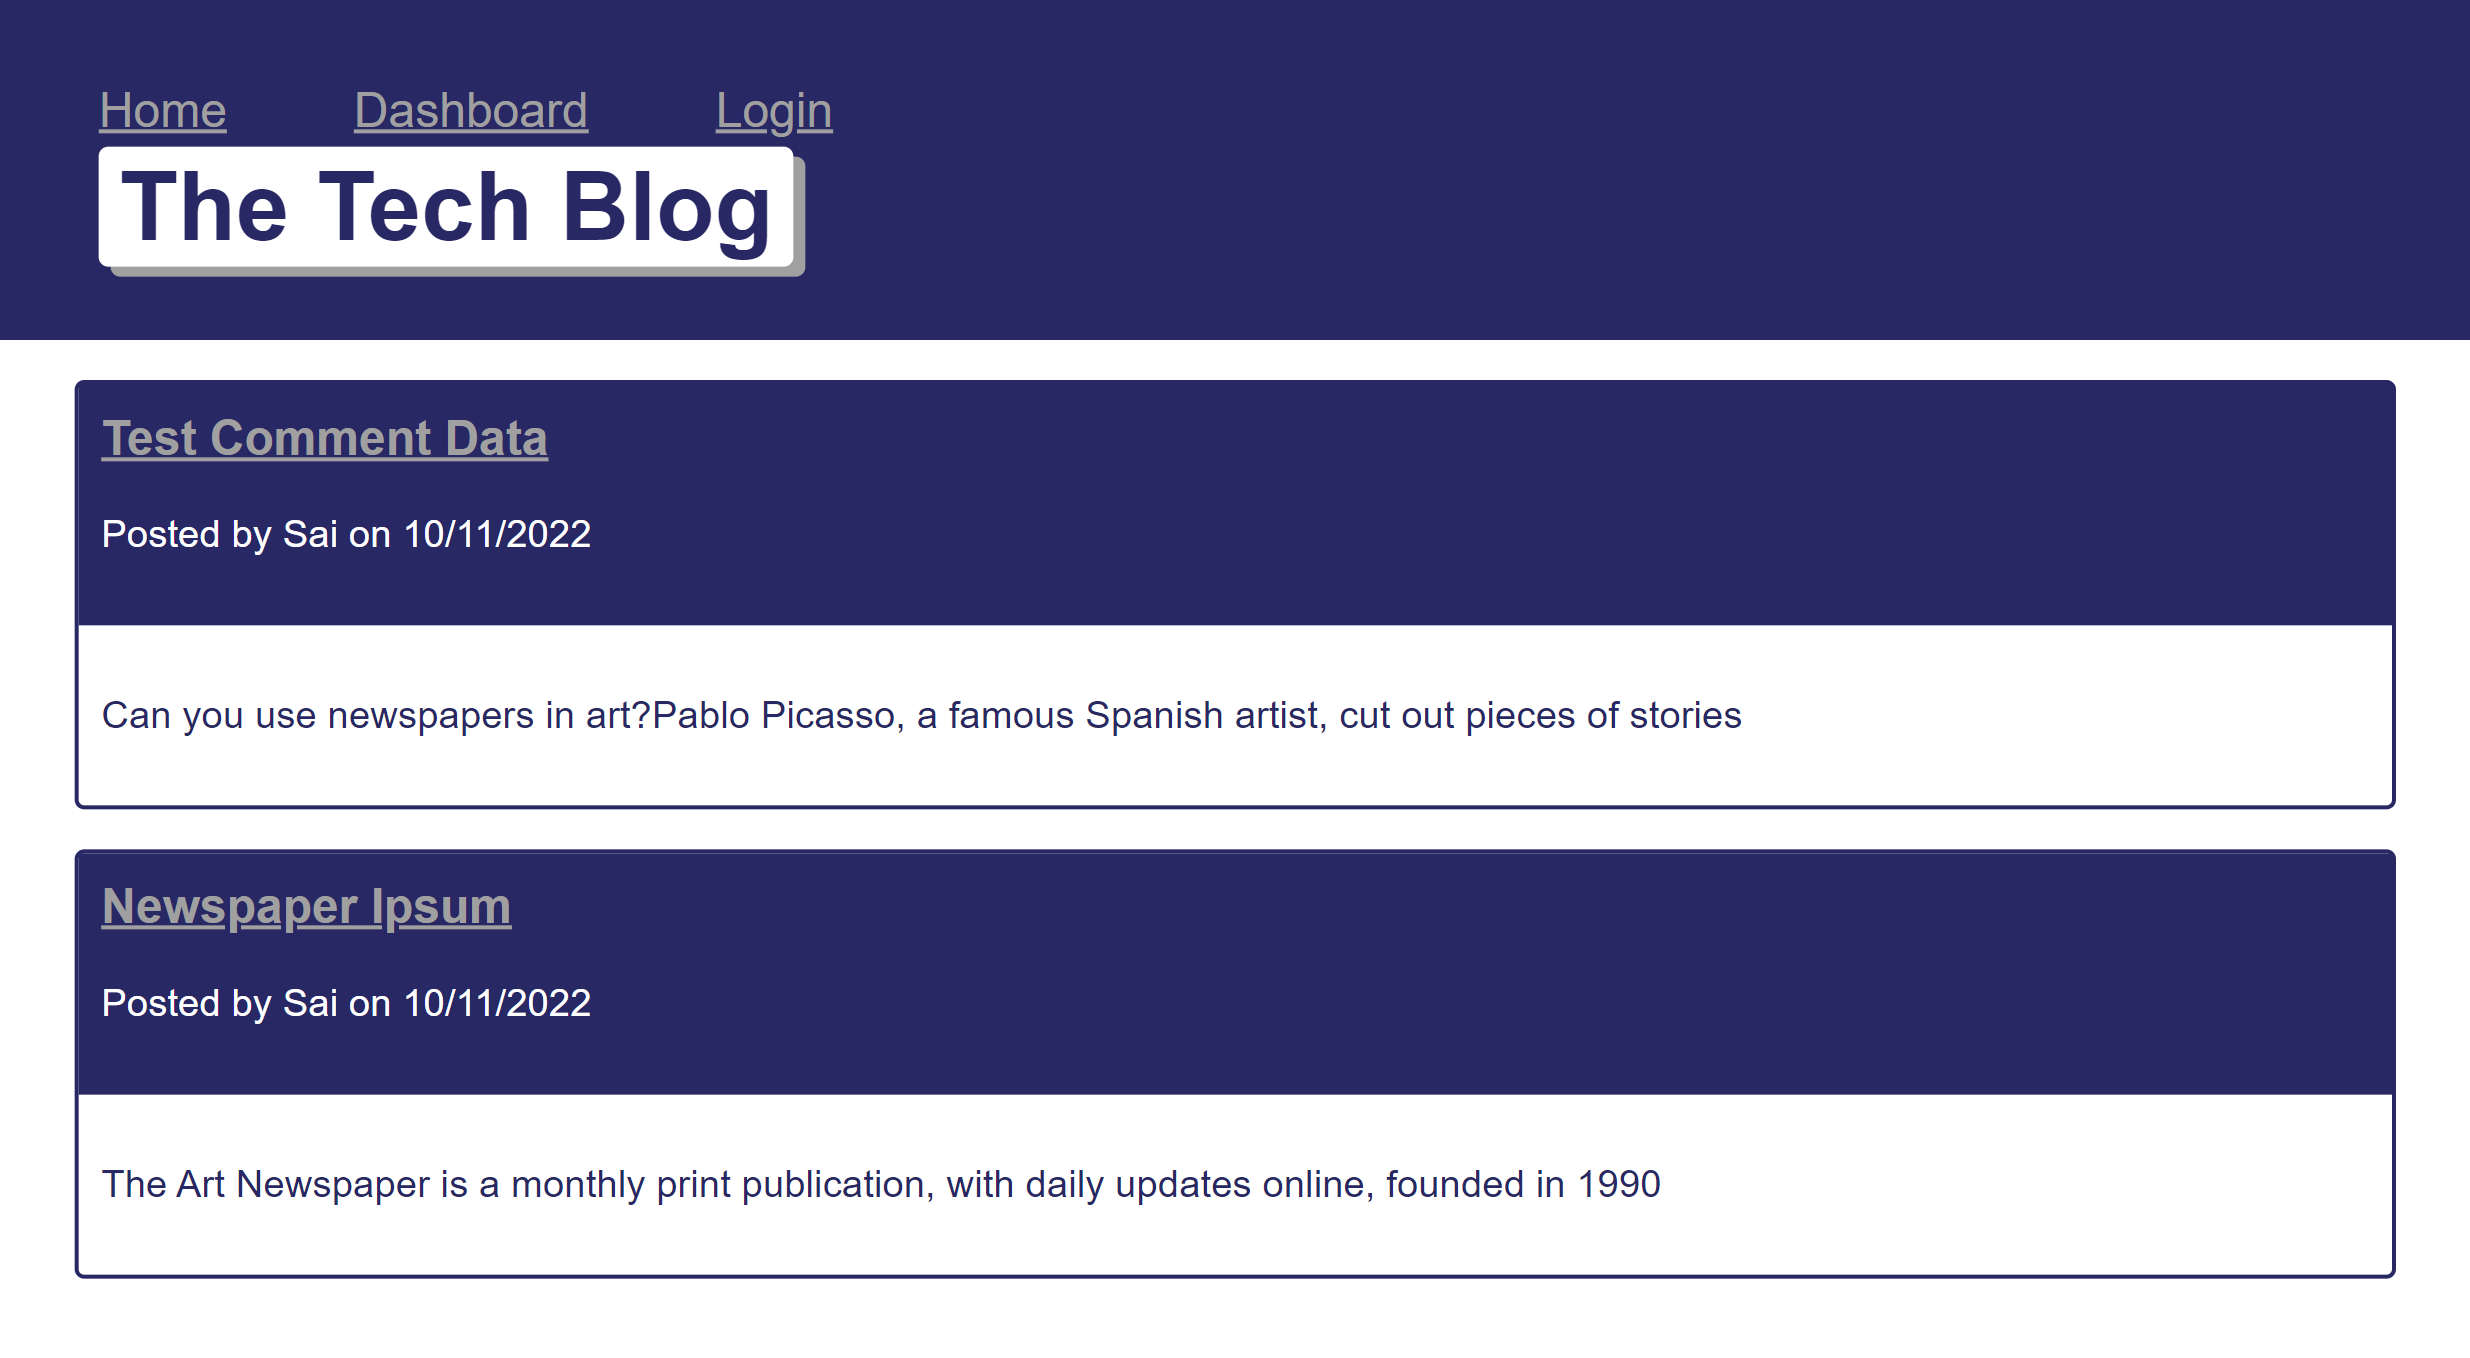 Home Dashboard Login
The Tech Blog
Test Comment Data
Posted by Sai on 10/11/2022
Can you use newspapers in art?Pablo Picasso, a famous Spanish artist, cut out pieces of stories
Newspaper Ipsum
Posted by Sai on 10/11/2022
The Art Newspaper is a monthly print publication, with daily updates online, founded in 1990